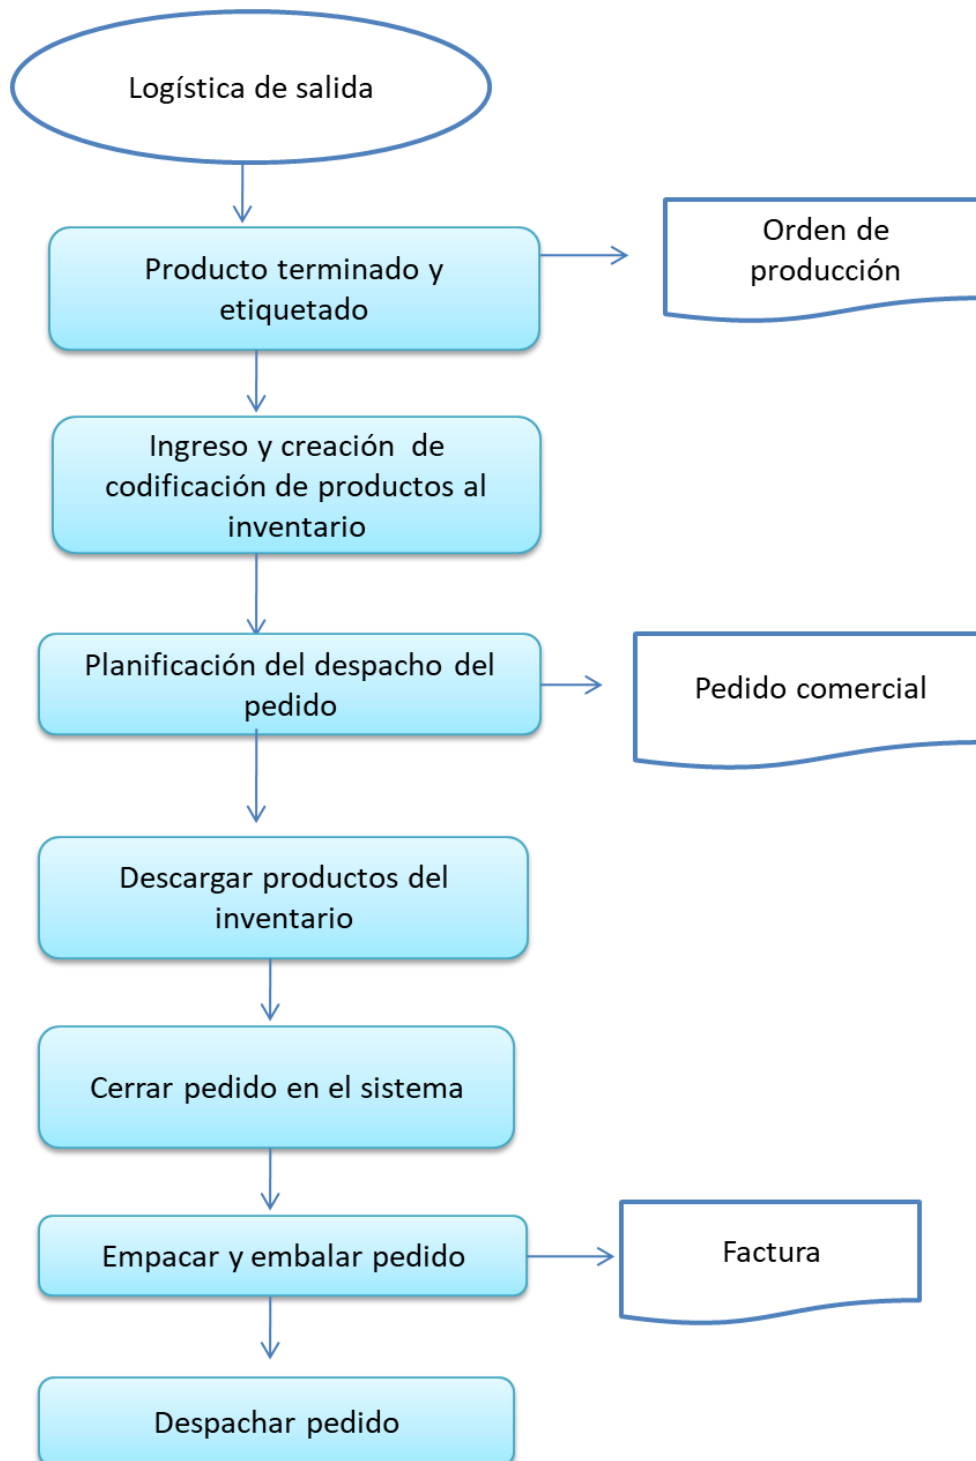 Logística de salida
Producto terminado y
etiquetado
Orden de
producción
Ingreso y creación  de
codificación de productos al
inventario
Planificación del despacho del
pedido
Pedido comercial
Descargar productos del
inventario
Cerrar pedido en el sistema
Empacar y embalar pedido
Factura
Despachar pedido